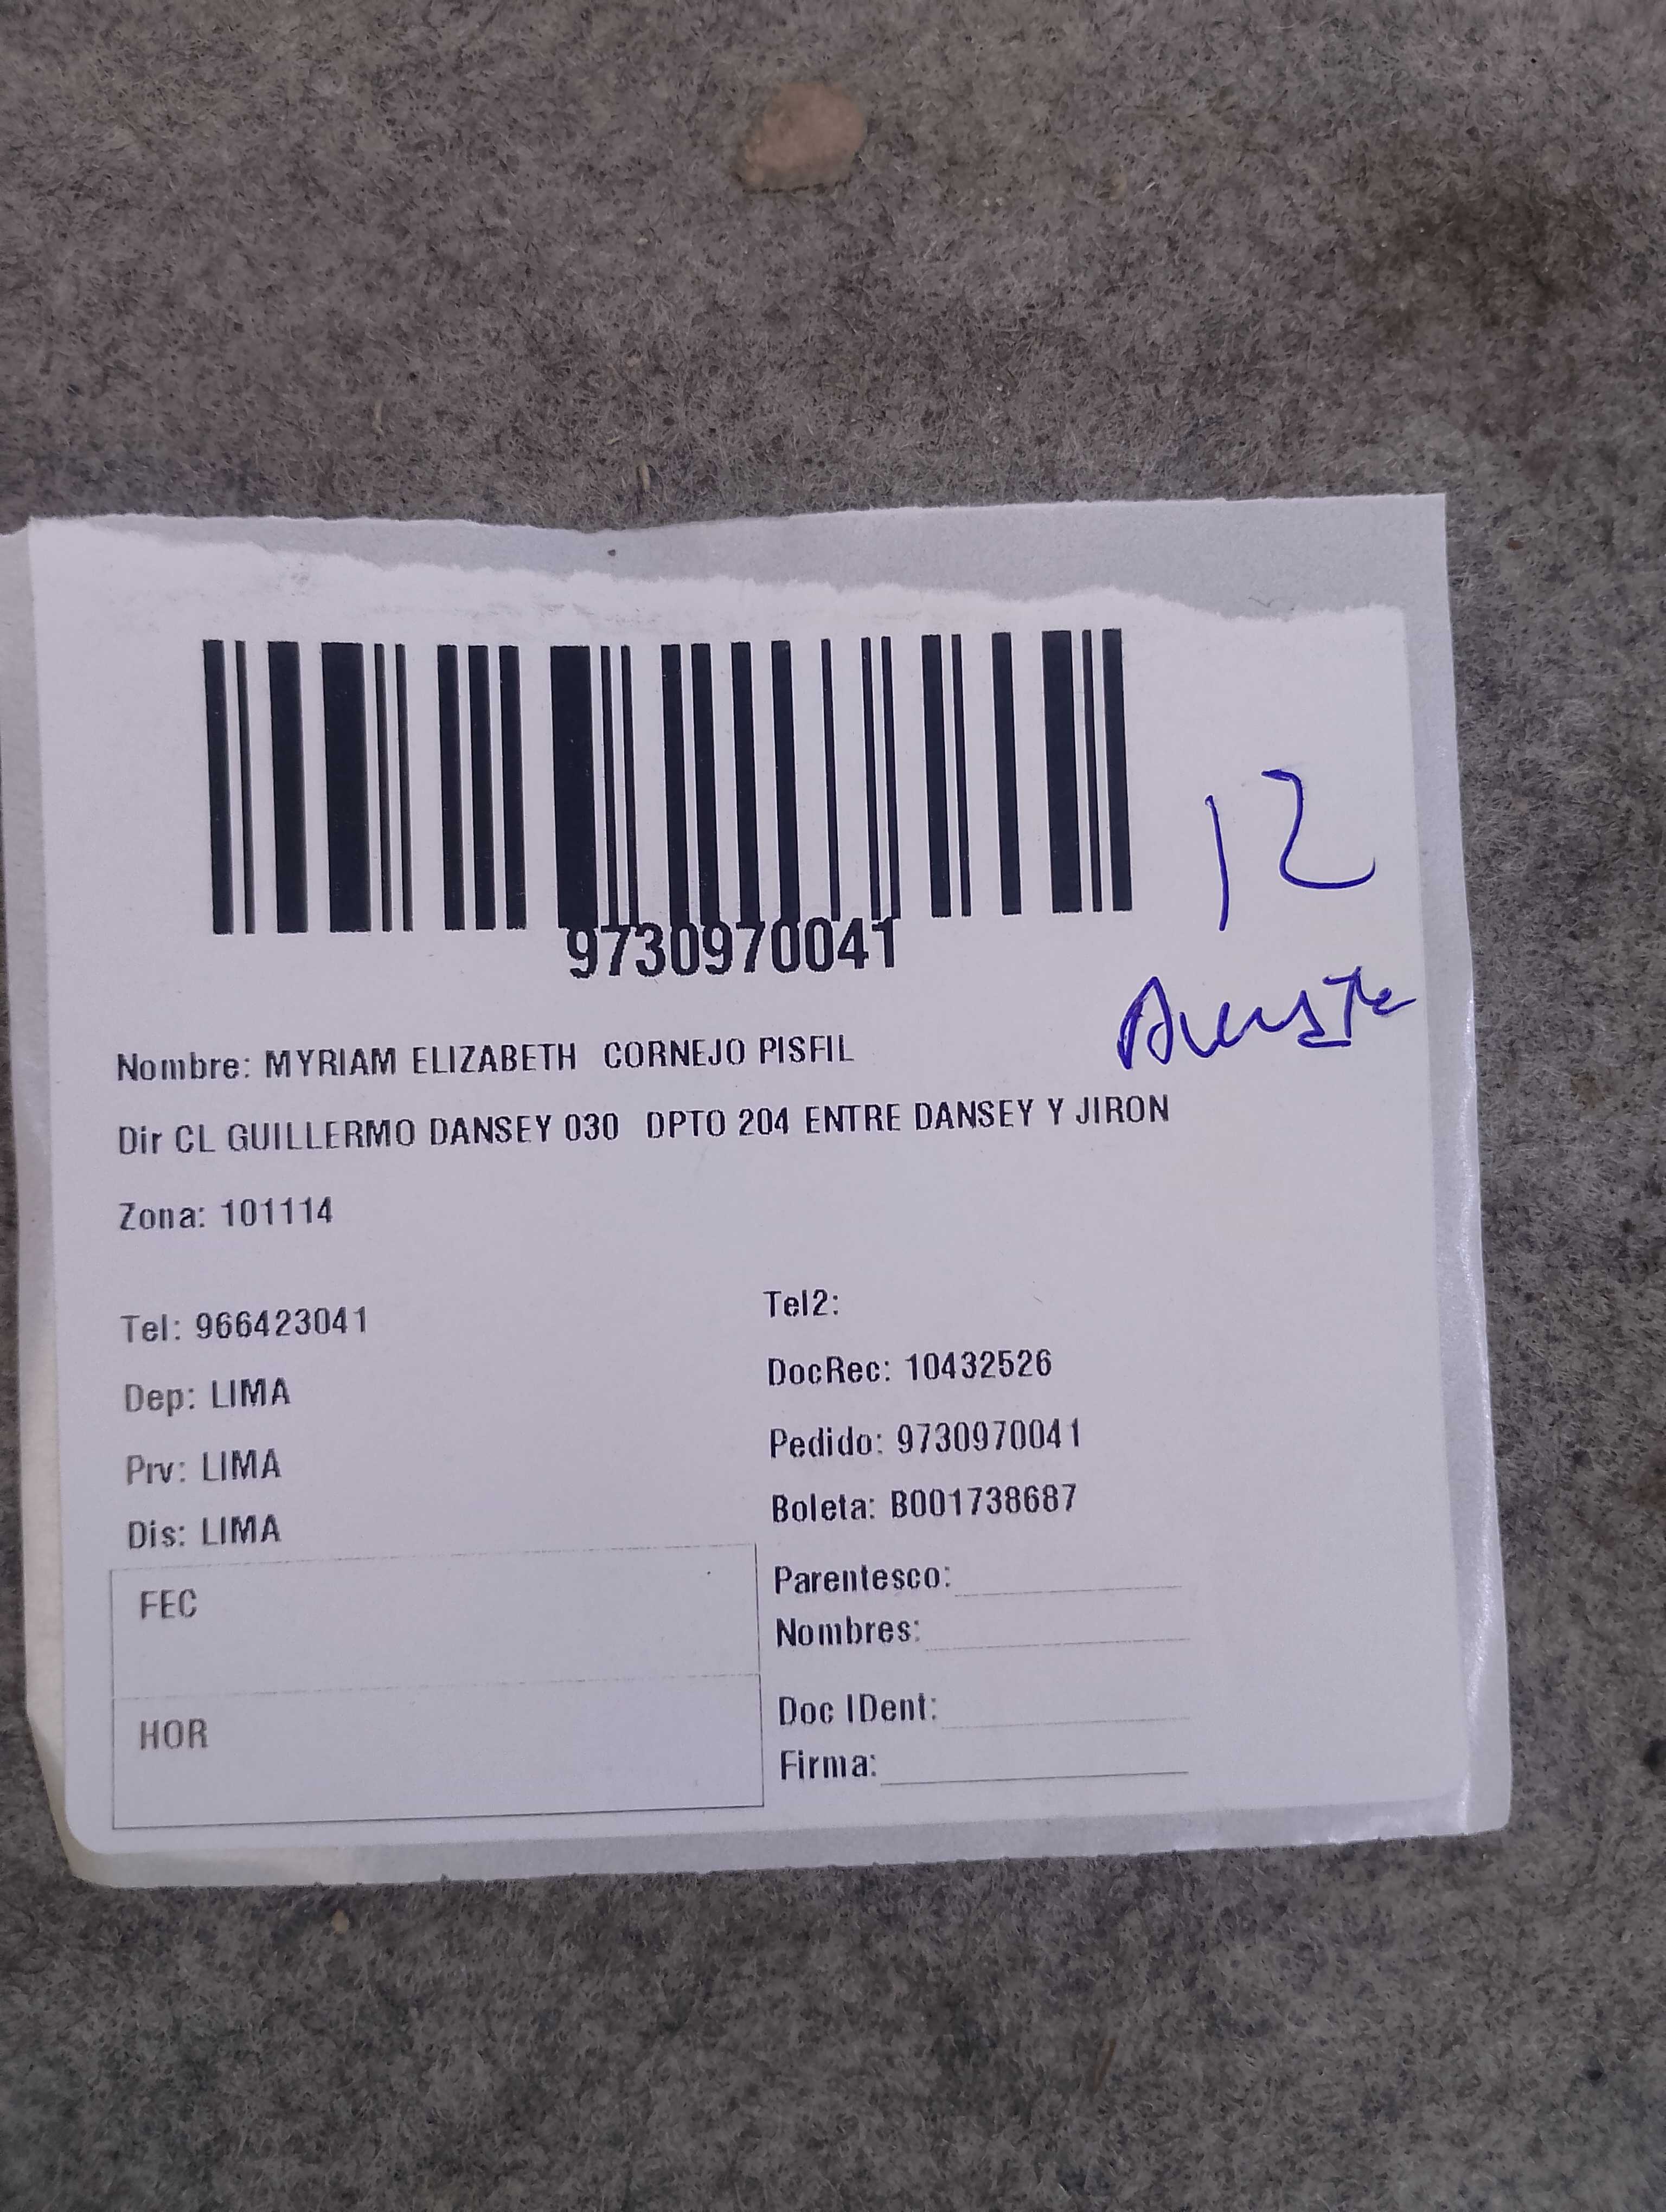 9730970041
12
Nombre: MYRIAM ELIZABETH CORNEJO PISFIL
Dir CL GUILLERMO DANSEY 030 DPTO 204 ENTRE DANSEY Y JIRON
Zona: 101114
Tel: 966423041
Dep: LIMA
Prv: LIMA
Dis: LIMA
Tel2:
DocRec: 10432526
Pedido: 9730970041
Boleta: B001738687
FEC
HOR
Parentesco:
Nombres:
Doc IDent:
Firma: